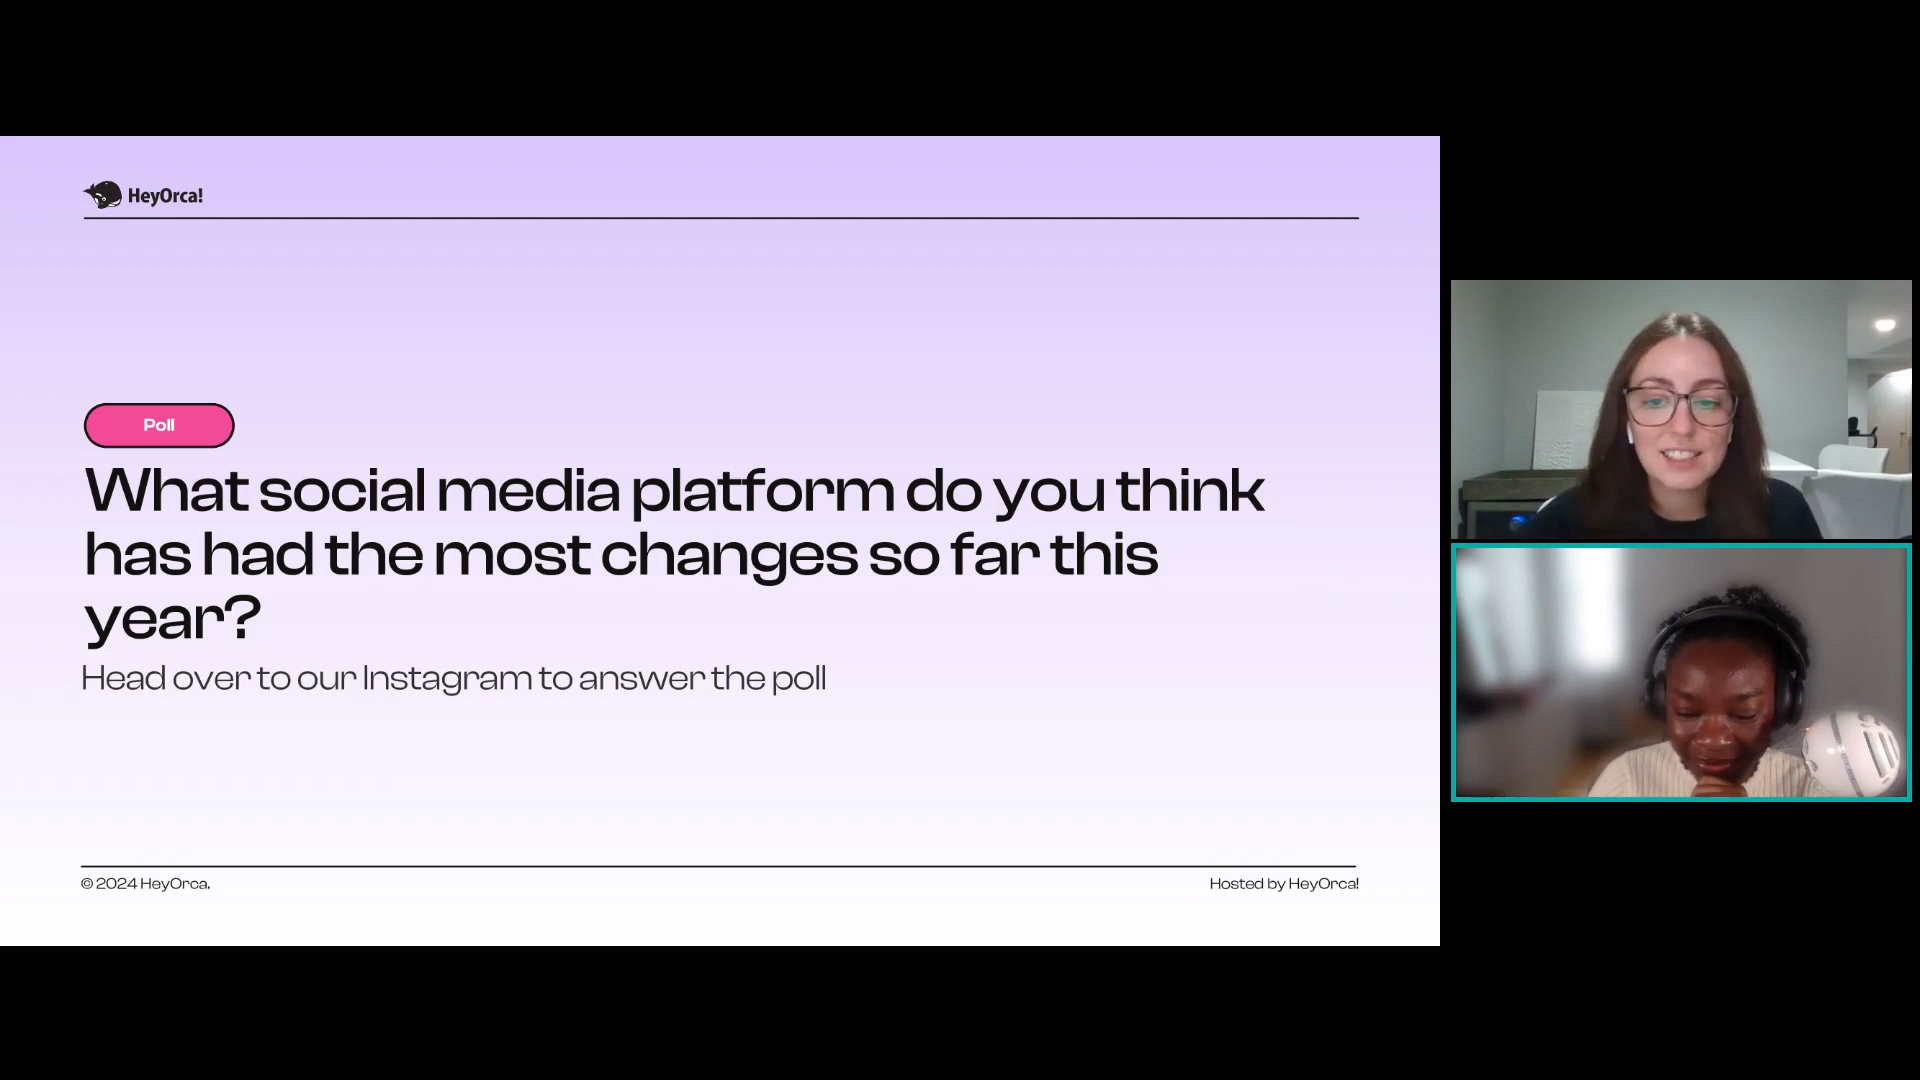 HeyOrca!
Poll
What social media platform do you think
has had the most changes so far this
year?
Head over to our Instagram to answer the poll
© 2024 HeyOrca.
Hosted by HeyOrca!